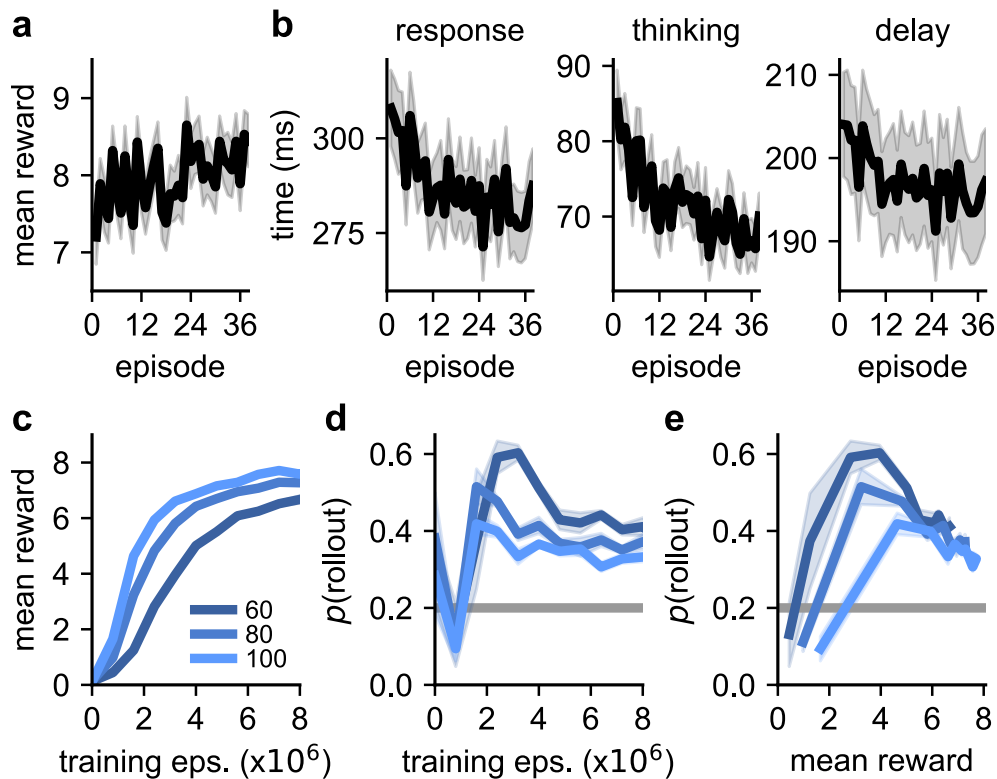 a
mean reward
9
8
7
0 12 24 36
episode
b
response
time (ms)
300
275
0 12 24 36
episode
thinking
90
80
70
0 12 24 36
episode
delay
210
200
190
0 12 24 36
episode
c
mean reward
8
6
4
2
0
60
80
100
0 2 4 6 8
training eps. (x10⁶)
d
p(rollout)
0.6
0.4
0.2
0.0
0 2 4 6 8
training eps. (x10⁶)
e
p(rollout)
0.6
0.4
0.2
0.0
0 2 4 6 8
mean reward